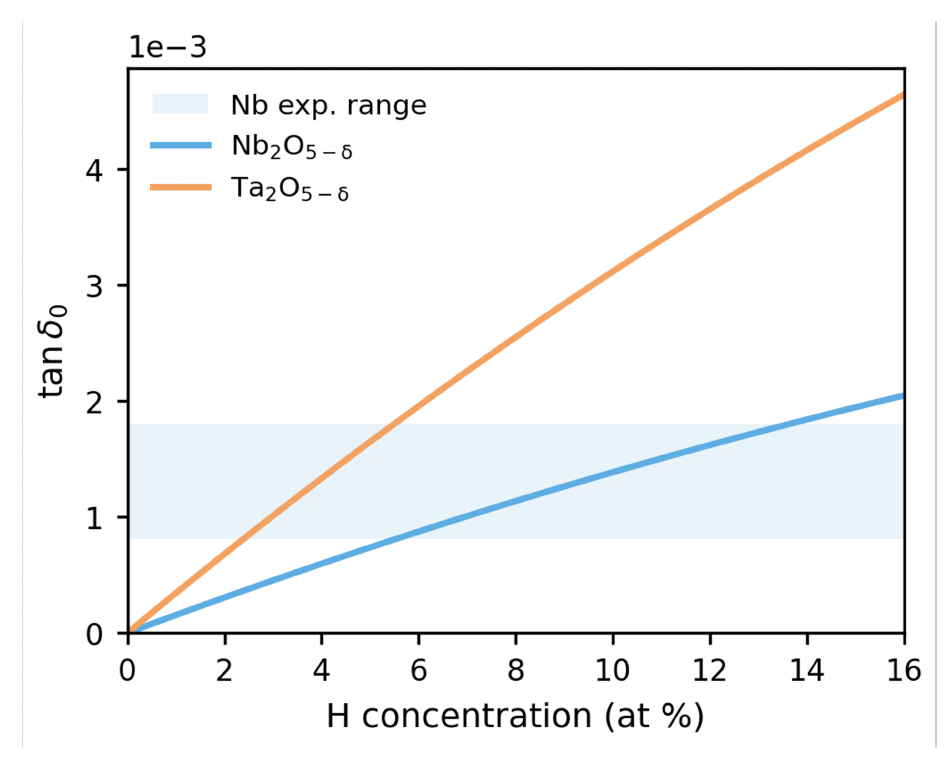 1e−3
Nb exp. range
Nb₂O₅₋δ
Ta₂O₅₋δ
4
3
2
1
0
tan δ₀
0 2 4 6 8 10 12 14 16
H concentration (at %)